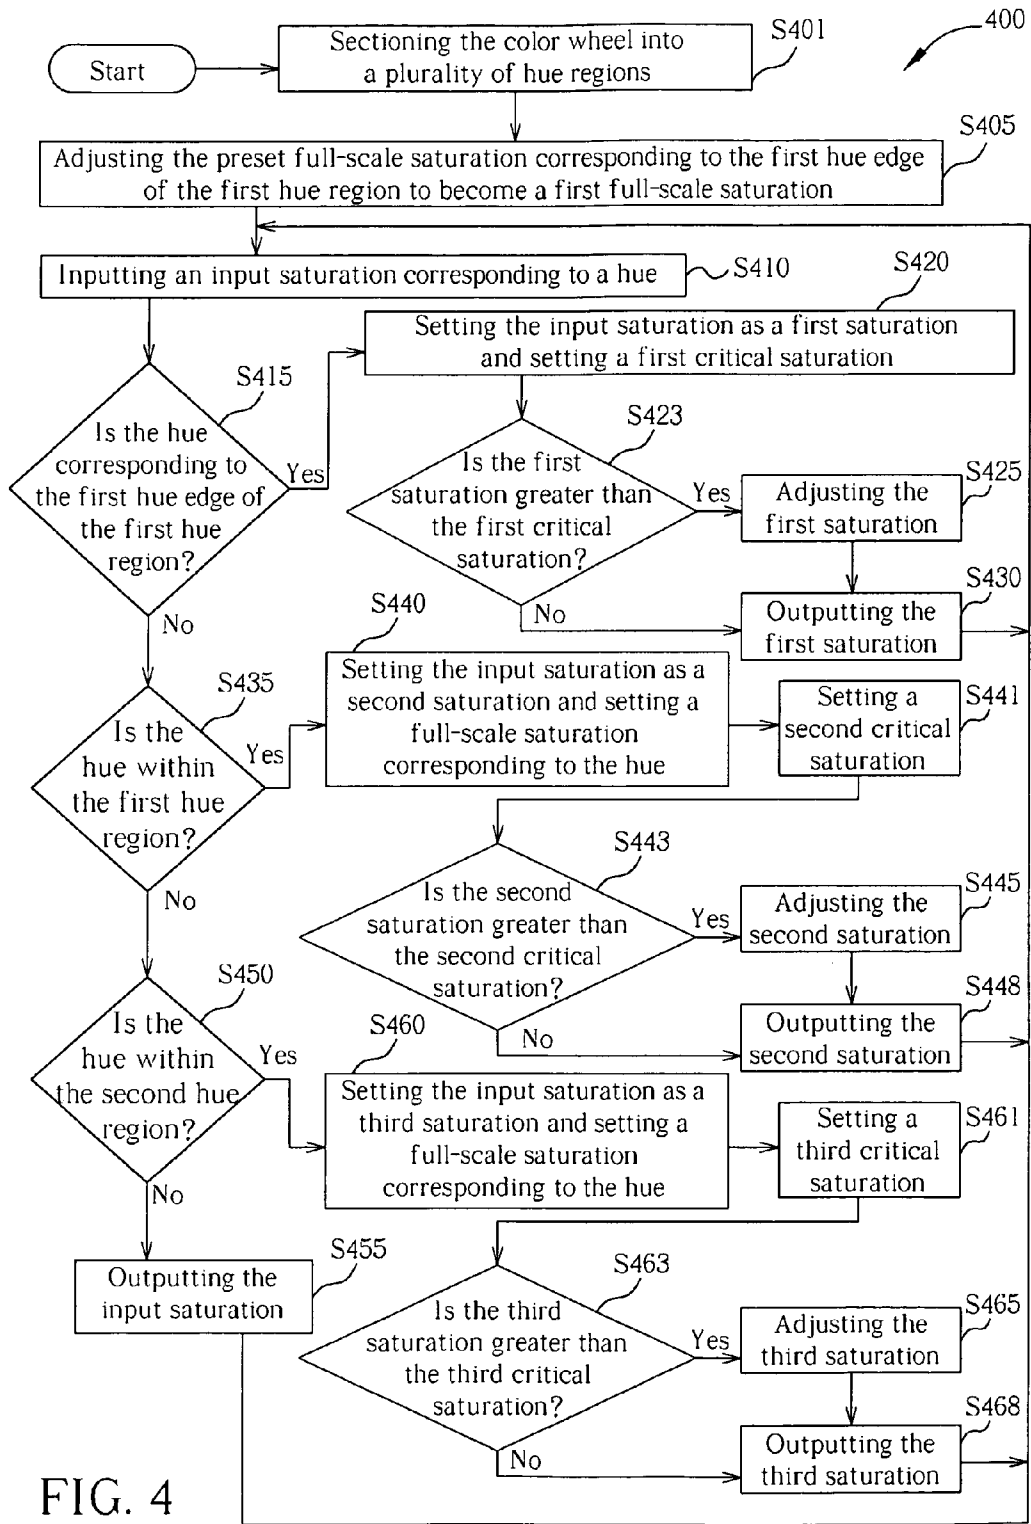 400
Start
Sectioning the color wheel into
a plurality of hue regions
S401
S405
Adjusting the preset full-scale saturation corresponding to the first hue edge
of the first hue region to become a first full-scale saturation
Inputting an input saturation corresponding to a hue
S410
S420
Setting the input saturation as a first saturation
and setting a first critical saturation
S415
Is the hue
corresponding to
the first hue edge of
the first hue
region?
Yes
No
S423
Is the first
saturation greater than
the first critical
saturation?
Yes
No
S425
Adjusting the
first saturation
S430
Outputting the
first saturation
S435
Is the
hue within
the first hue
region?
Yes
No
S440
Setting the input saturation as a
second saturation and setting a
full-scale saturation
corresponding to the hue
S441
Setting a
second critical
saturation
S443
Is the second
saturation greater than
the second critical
saturation?
Yes
No
S445
Adjusting the
second saturation
S448
Outputting the
second saturation
S450
Is the
hue within
the second hue
region?
Yes
No
S460
Setting the input saturation as a
third saturation and setting a
full-scale saturation
corresponding to the hue
S461
Setting a
third critical
saturation
S455
Outputting the
input saturation
S463
Is the third
saturation greater than
the third critical
saturation?
Yes
No
S465
Adjusting the
third saturation
S468
Outputting the
third saturation
FIG. 4